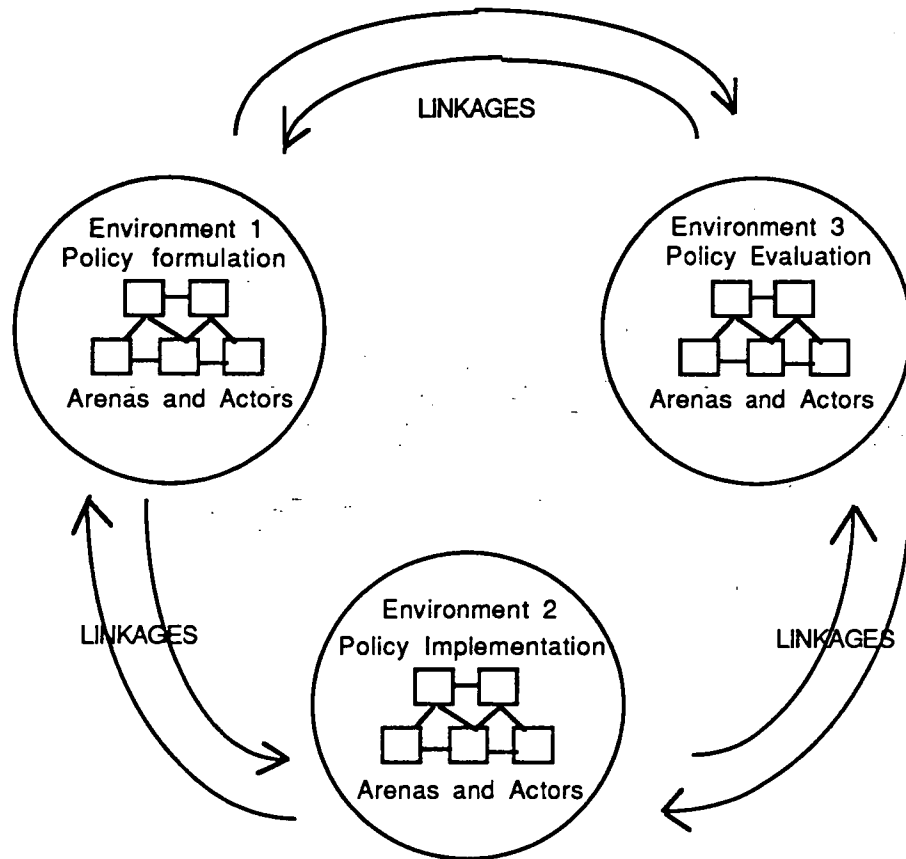 LINKAGES
Environment 1
Policy formulation
Arenas and Actors
Environment 3
Policy Evaluation
Arenas and Actors
LINKAGES
Environment 2
Policy Implementation
Arenas and Actors
LINKAGES